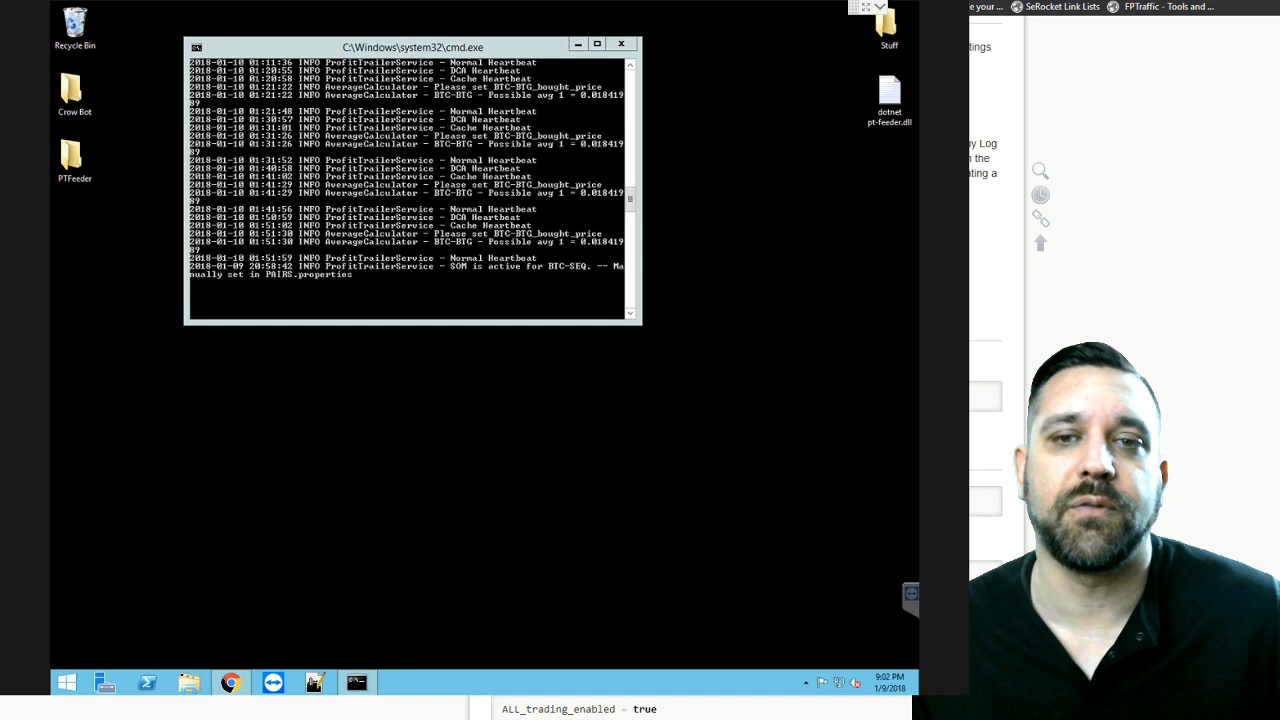 e your ...
SeRocket Link Lists
FPTraffic - Tools and ...
Recycle Bin
Crow Bot
PTFeeder
Stuff
dotnet
pt-feeder.dll
C:\Windows\system32\cmd.exe
2018-01-10 01:11:36 INFO ProfitTrailerService - Normal Heartbeat
2018-01-10 01:20:55 INFO ProfitTrailerService - DCA Heartbeat
2018-01-10 01:20:58 INFO ProfitTrailerService - Cache Heartbeat
2018-01-10 01:21:22 INFO AverageCalculator - Please set BTC-BTG_bought_price
2018-01-10 01:21:22 INFO AverageCalculator - BTC-BTG - Possible avg 1 = 0.018419
89
2018-01-10 01:21:48 INFO ProfitTrailerService - Normal Heartbeat
2018-01-10 01:30:57 INFO ProfitTrailerService - DCA Heartbeat
2018-01-10 01:31:01 INFO ProfitTrailerService - Cache Heartbeat
2018-01-10 01:31:26 INFO AverageCalculator - Please set BTC-BTG_bought_price
2018-01-10 01:31:26 INFO AverageCalculator - BTC-BTG - Possible avg 1 = 0.018419
89
2018-01-10 01:31:52 INFO ProfitTrailerService - Normal Heartbeat
2018-01-10 01:40:58 INFO ProfitTrailerService - DCA Heartbeat
2018-01-10 01:41:02 INFO ProfitTrailerService - Cache Heartbeat
2018-01-10 01:41:29 INFO AverageCalculator - Please set BTC-BTG_bought_price
2018-01-10 01:41:29 INFO AverageCalculator - BTC-BTG - Possible avg 1 = 0.018419
89
2018-01-10 01:41:56 INFO ProfitTrailerService - Normal Heartbeat
2018-01-10 01:50:59 INFO ProfitTrailerService - DCA Heartbeat
2018-01-10 01:51:02 INFO ProfitTrailerService - Cache Heartbeat
2018-01-10 01:51:30 INFO AverageCalculator - Please set BTC-BTG_bought_price
2018-01-10 01:51:30 INFO AverageCalculator - BTC-BTG - Possible avg 1 = 0.018419
89
2018-01-10 01:51:59 INFO ProfitTrailerService - Normal Heartbeat
2018-01-09 20:58:42 INFO ProfitTrailerService - SOM is active for BTC-SEQ. -- Ma
nually set in PAIRS.properties
tings
uy Log
n the
ating a
9:02 PM
1/9/2018
ALL_trading_enabled = true